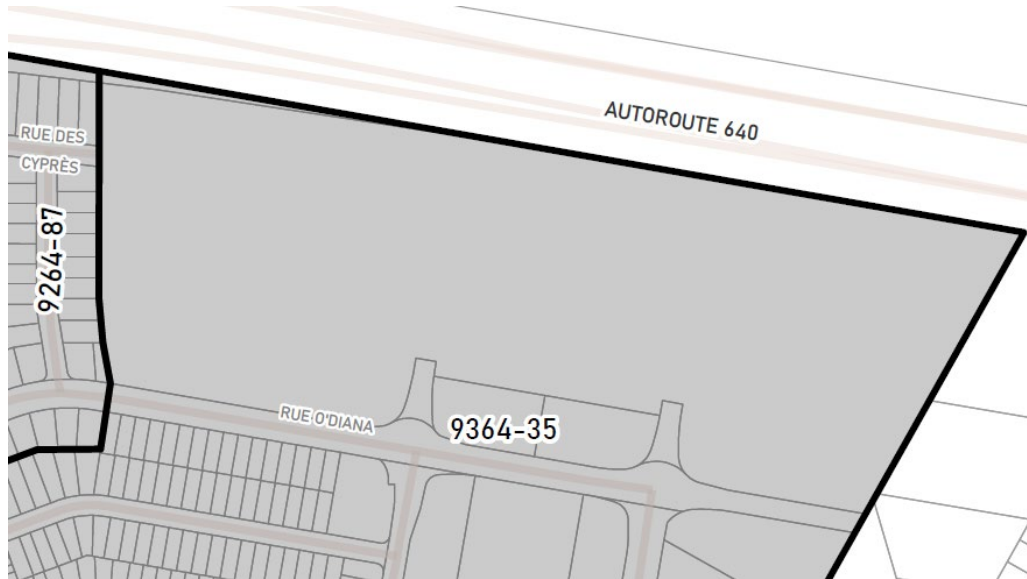 AUTOROUTE 640
RUE DES
CYPRÈS
9264-87
RUE O'DIANA
9364-35